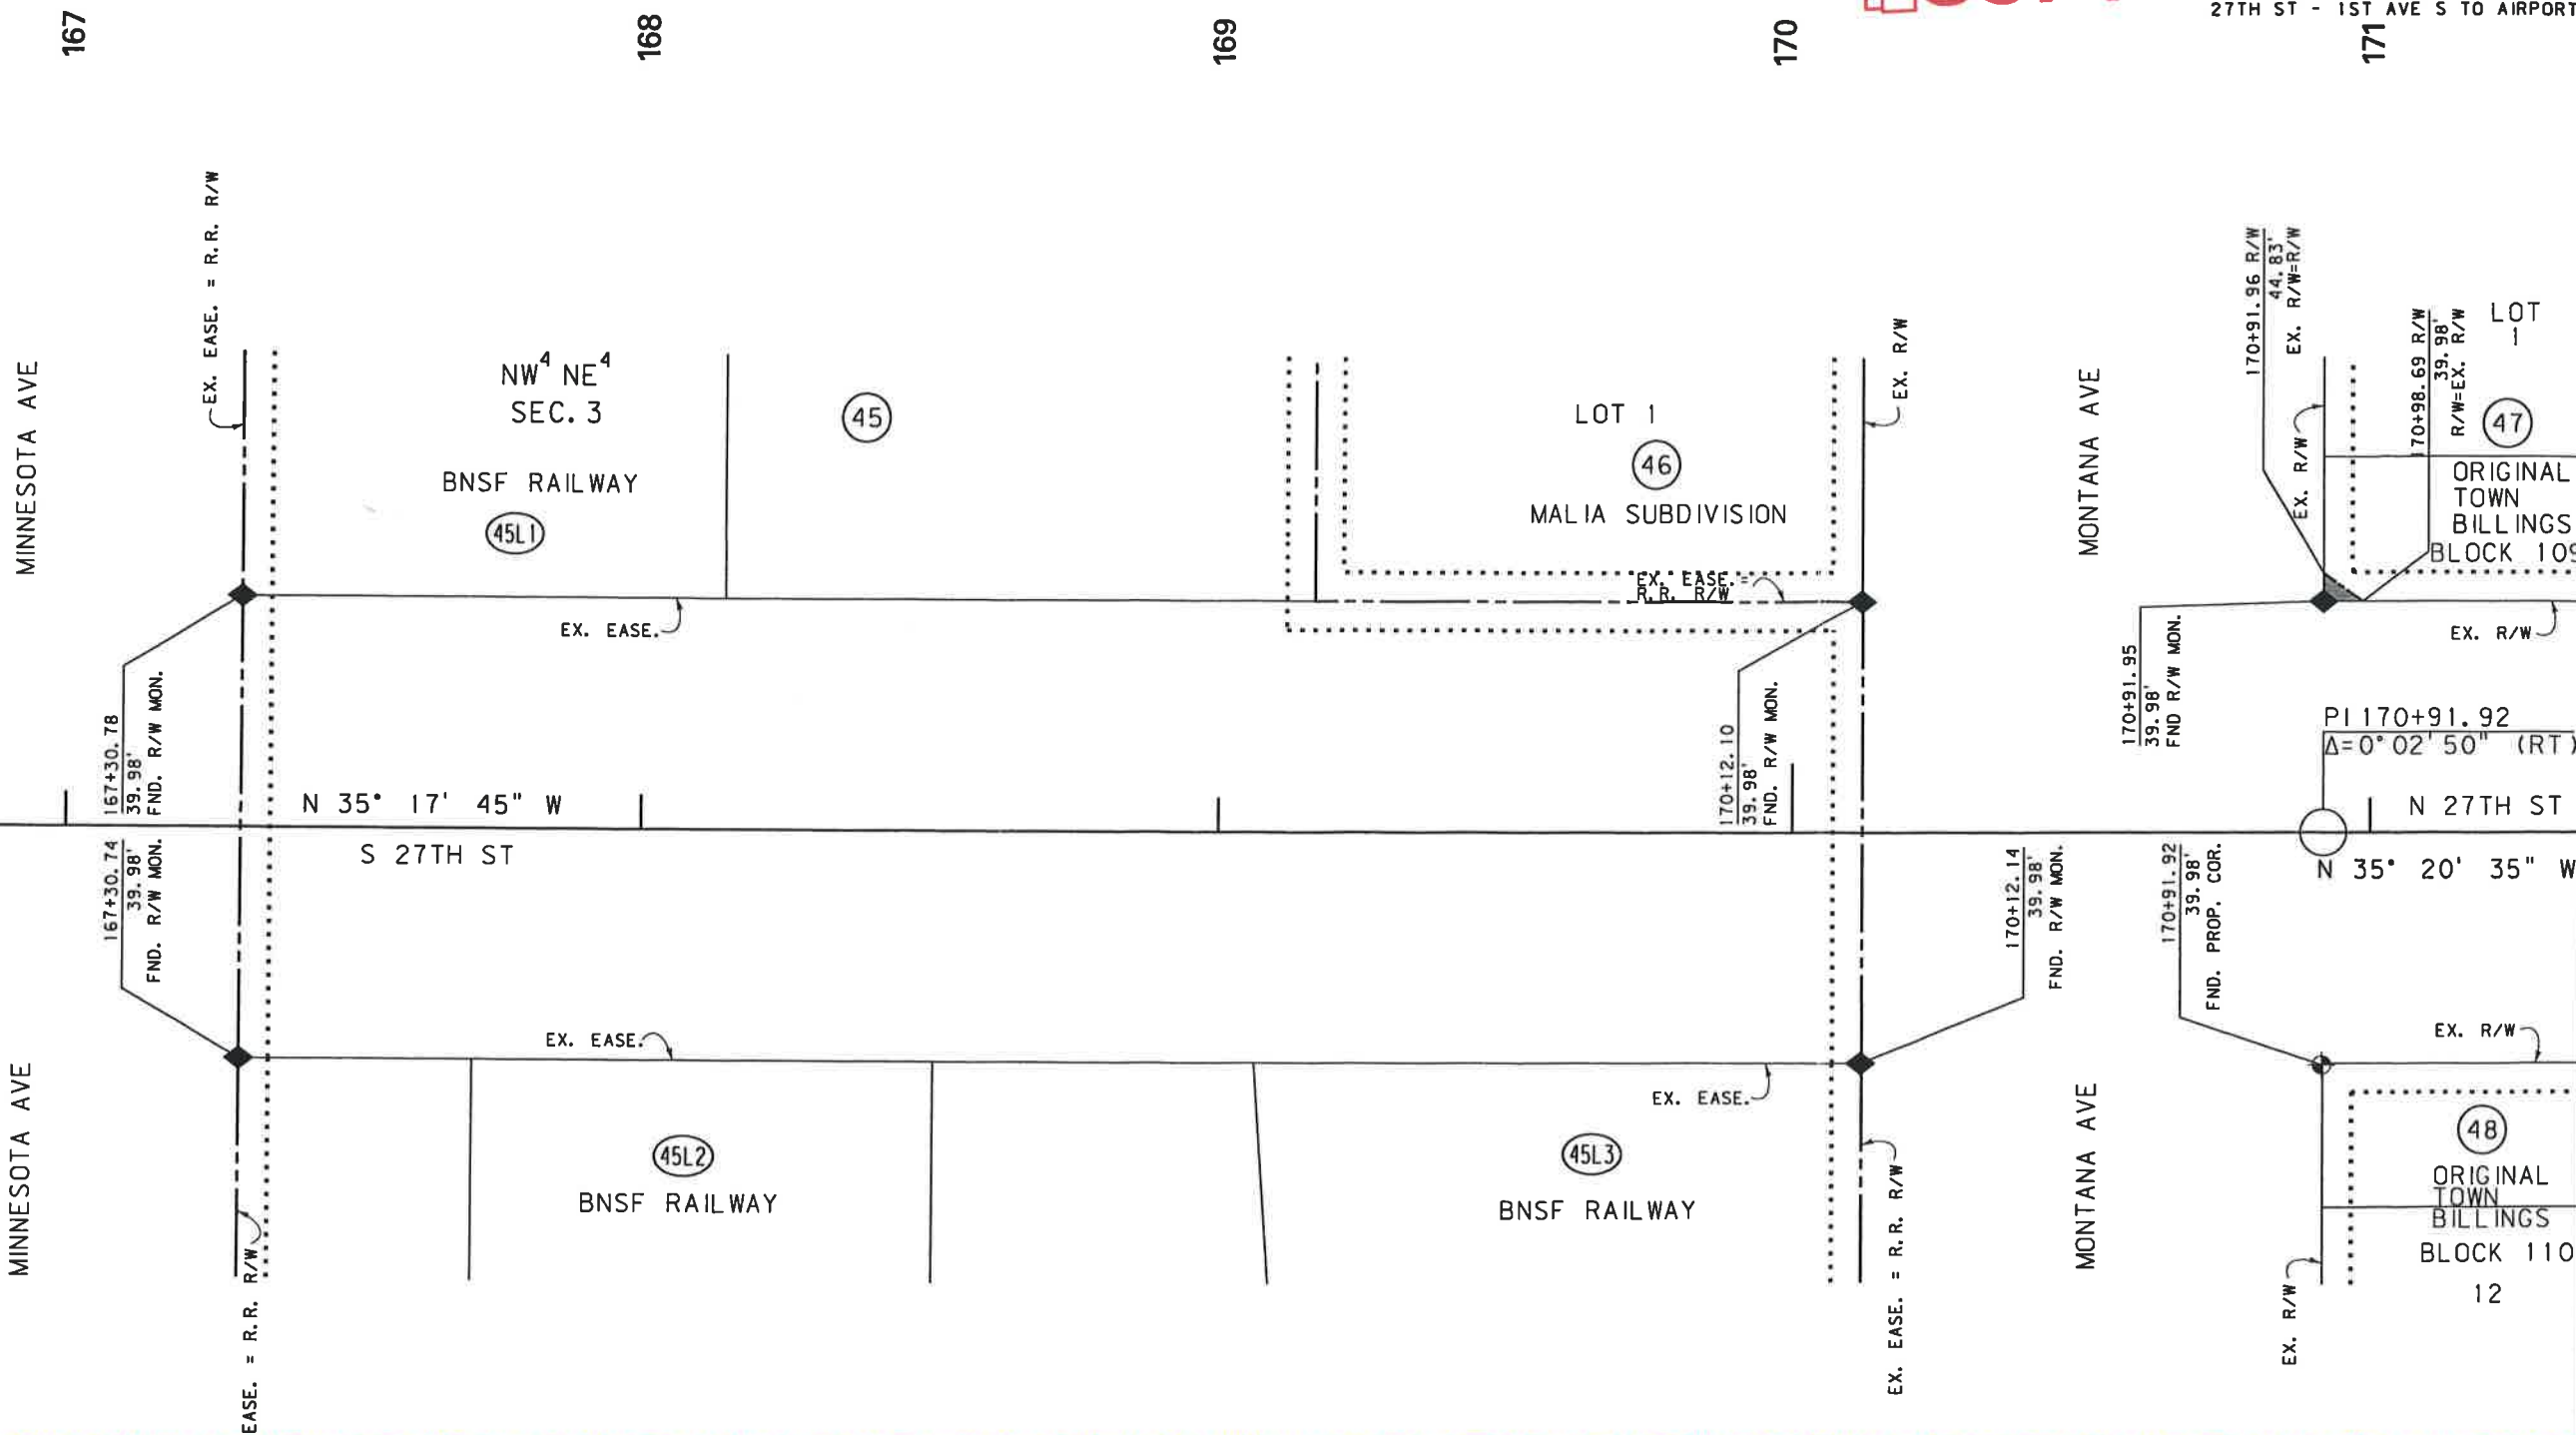 27TH ST - 1ST AVE S TO AIRPORT
167
168
169
170
171
MINNESOTA AVE
EX. EASE. = R.R. R/W
NW4 NE4
SEC. 3
BNSF RAILWAY
45L1
45
LOT 1
46
MALIA SUBDIVISION
EX. EASE.=
R.R. R/W
EX. R/W
MONTANA AVE
170+91.96 R/W
44.83'
EX. R/W=R/W
EX. R/W
170+98.69 R/W
39.98'
R/W=EX. R/W
LOT
1
47
ORIGINAL
TOWN
BILLINGS
BLOCK 109
EX. EASE.
EX. R/W
167+30.78
39.98'
FND. R/W MON.
170+12.10
39.98'
FND. R/W MON.
170+91.95
39.98'
FND R/W MON.
PI 170+91.92
Δ=0° 02' 50" (RT)
N 35° 17' 45" W
N 27TH ST
S 27TH ST
N 35° 20' 35" W
167+30.74
39.98'
FND. R/W MON.
170+12.14
39.98'
FND. R/W MON.
170+91.92
39.98'
FND. PROP. COR.
EX. EASE.
EX. EASE.
EX. R/W
MINNESOTA AVE
EASE. = R.R. R/W
45L2
BNSF RAILWAY
45L3
BNSF RAILWAY
EX. EASE. = R.R. R/W
MONTANA AVE
EX. R/W
48
ORIGINAL
TOWN
BILLINGS
BLOCK 110
12